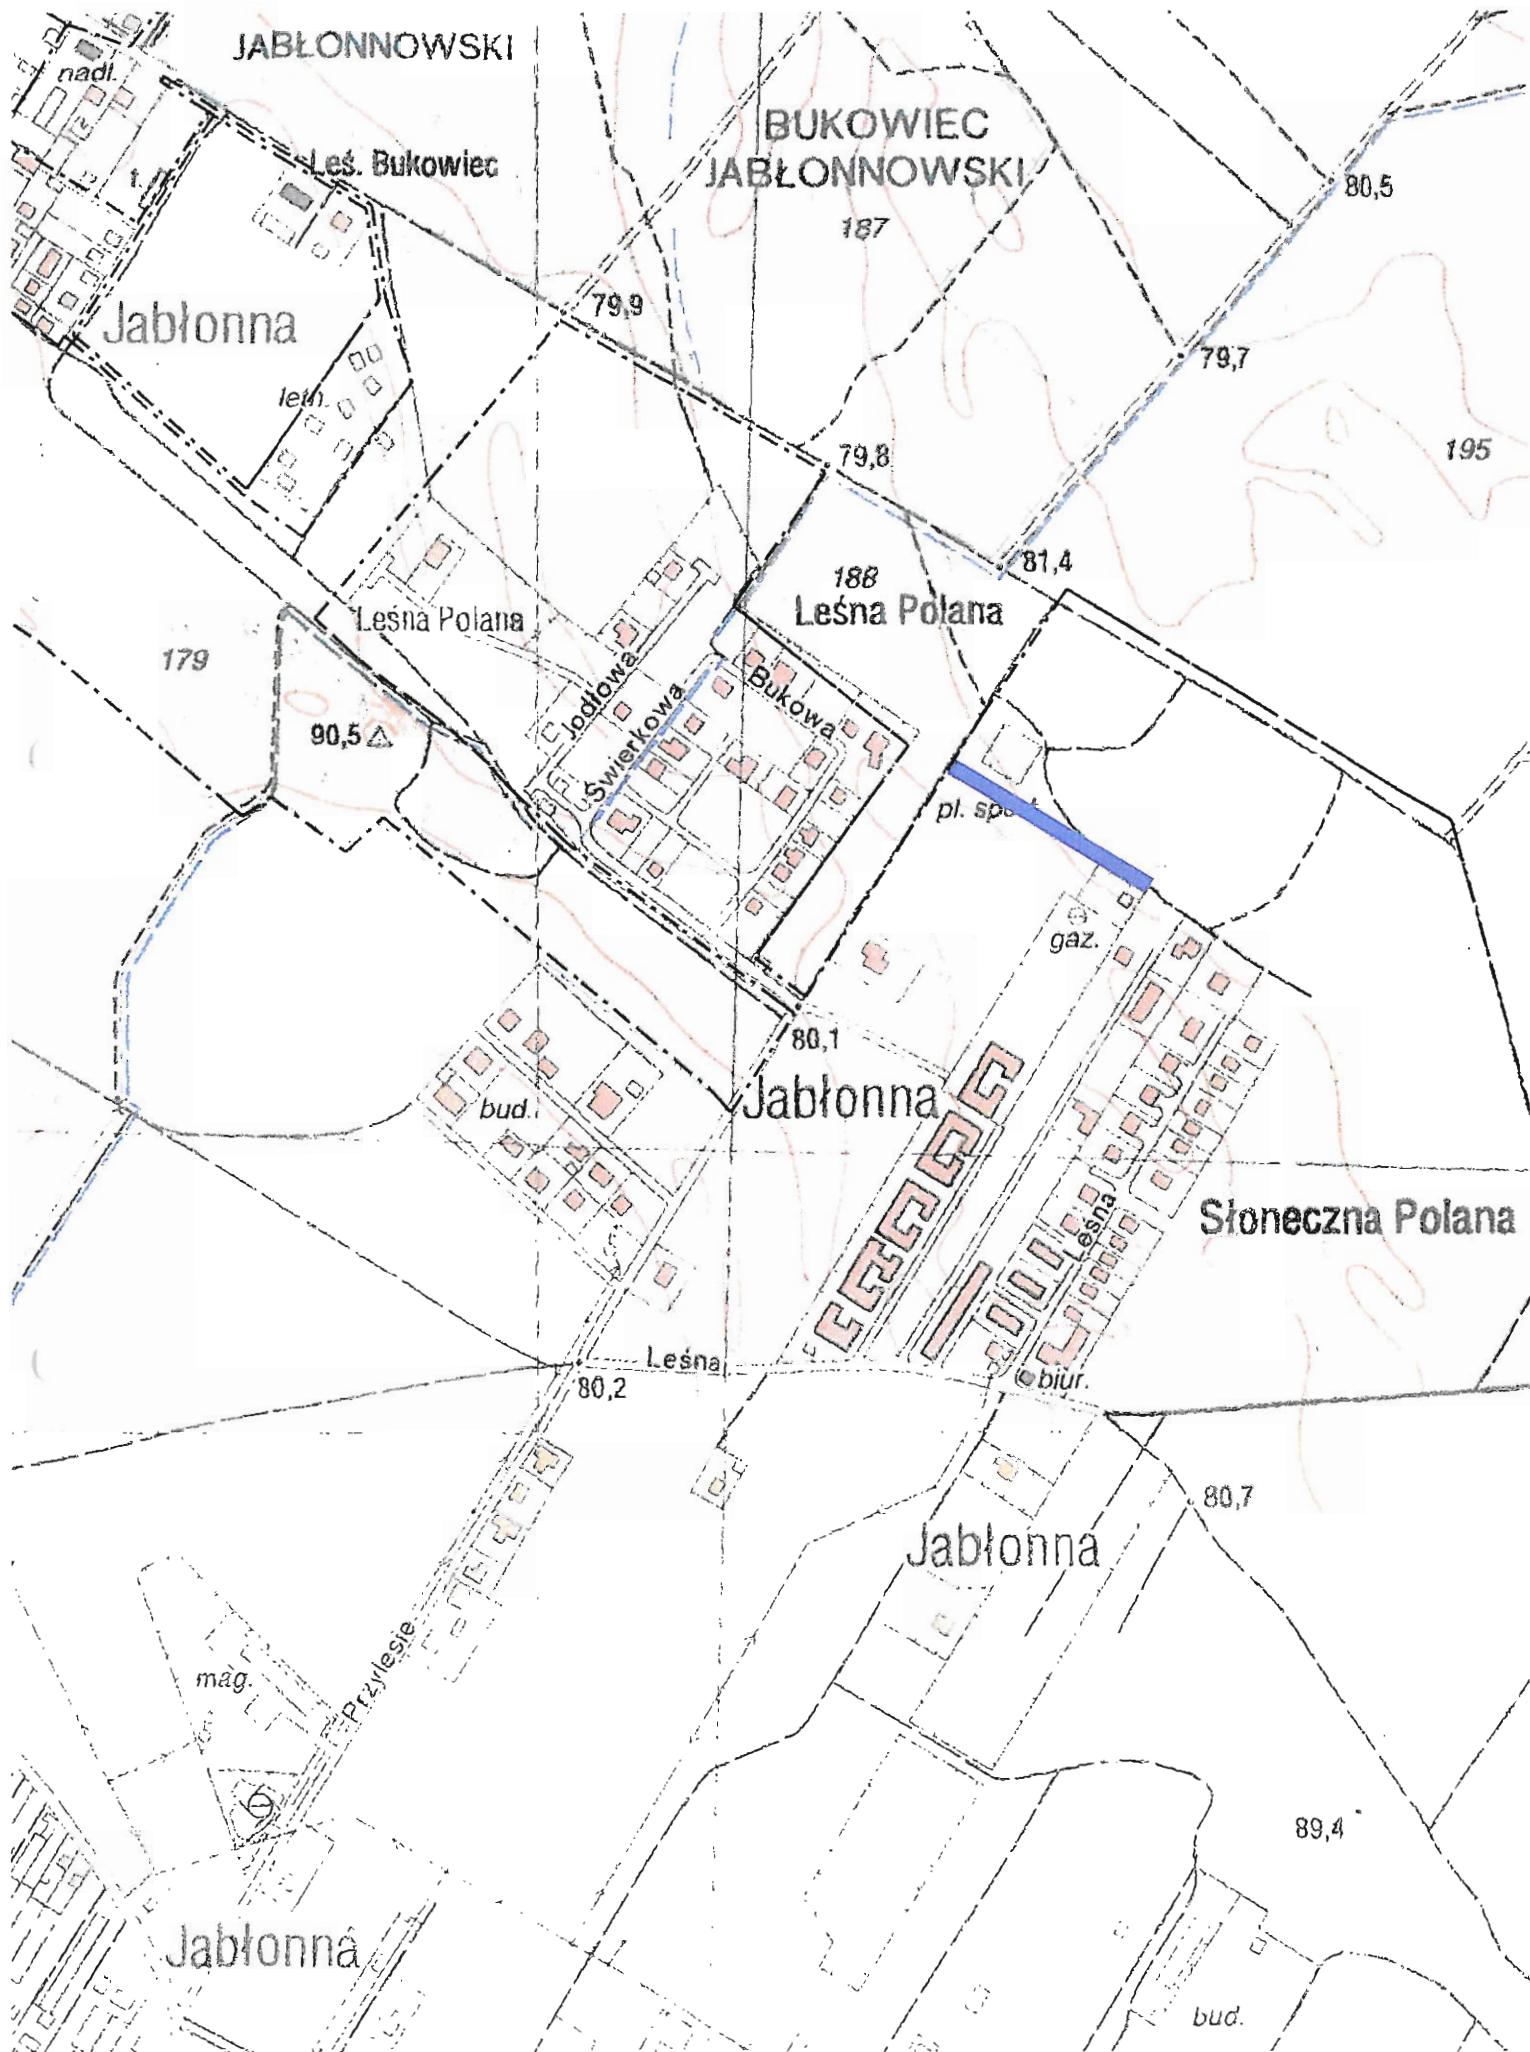 JABŁONNOWSKI
nadl.
BUKOWIEC
JABŁONNOWSKI
Leś. Bukowiec
t.
80,5
187
79,9
Jabłonna
79,7
letn.
79,8
195
81,4
188
Leśna Polana
Leśna Polana
179
Jodłowa
Bukowa
Świerkowa
90,5
pl. sport.
gaz.
80,1
Jabłonna
bud.
Słoneczna Polana
Leśna
Leśna
80,2
biur.
80,7
Jabłonna
Przylesie
mag.
89,4
Jabłonna
bud.